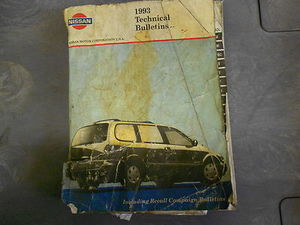 NISSAN
NISSAN MOTOR CORPORATION U.S.A.
1993
Technical
Bulletins
Including Recall Campaign Bulletins